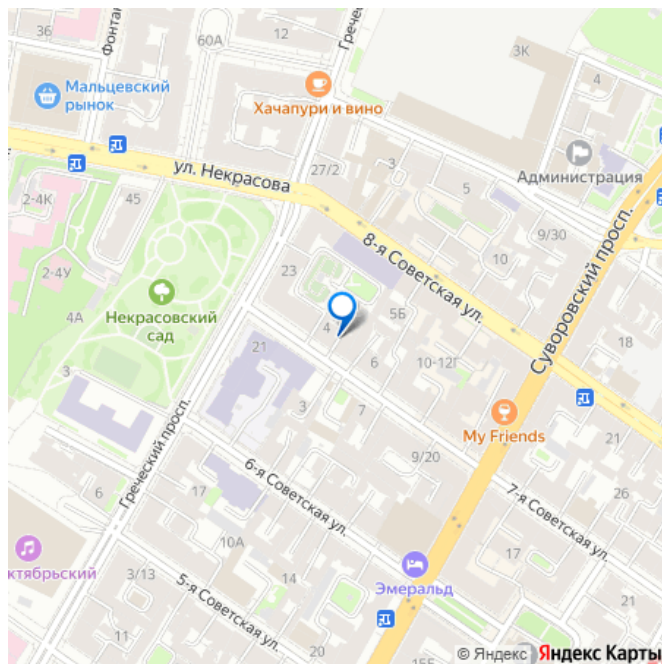 36
Фонтан
60А
12
Гречес
3К
4
Мальцевский
рынок
Хачапури и вино
ул. Некрасова
27/2
3
5
Администрация
2-4К
45
8-я Советская ул.
10
9/30
Суворовский просп.
2-4У
23
4А
Некрасовский
сад
4
5Б
18
21
6
10-12Г
3
3
7
My Friends
21
Греческий просп.
9/20
6
17
6-я Советская ул.
7-я Советская ул.
26
10А
17
ктябрьский
3/13
14
Эмеральд
5-я Советская ул.
21
11
20
15Б
© Яндекс
Яндекс Карты